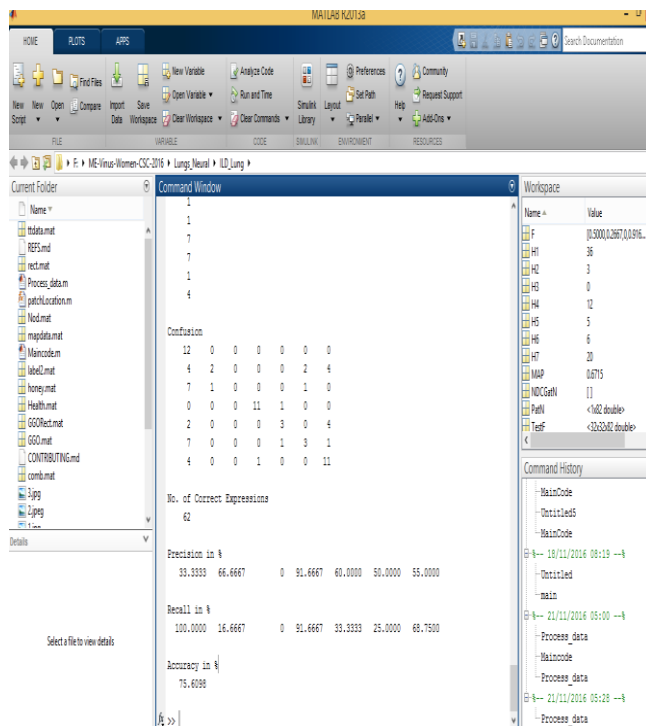 MATLAB R2013a
HOME PLOTS APPS
Search Documentation
New Script
New
Open
Find Files
Compare
Import Data
Save Workspace
New Variable
Open Variable
Clear Workspace
Analyze Code
Run and Time
Clear Commands
Simulink Library
Layout
Preferences
Set Path
Parallel
Help
Community
Request Support
Add-Ons
FILE VARIABLE CODE SIMULINK ENVIRONMENT RESOURCES
F: ME-Vinus-Women-CSC-2016 Lungs_Neural ILD_Lung
Current Folder
Name
ttdata.mat
REFS.md
rect.mat
Process_data.m
patchLocation.m
Nod.mat
mapdata.mat
Maincode.m
label2.mat
honey.mat
Health.mat
GGORect.mat
GGO.mat
CONTRIBUTING.md
comb.mat
3.jpg
2.jpeg
Details
Select a file to view details
Command Window
1
1
7
7
1
4
Confusion
12 0 0 0 0 0 0
4 2 0 0 0 2 4
7 1 0 0 0 1 0
0 0 0 11 1 0 0
2 0 0 0 3 0 4
7 0 0 0 1 3 1
4 0 0 1 0 0 11
No. of Correct Expressions
62
Precision in %
33.3333 66.6667 0 91.6667 60.0000 50.0000 55.0000
Recall in %
100.0000 16.6667 0 91.6667 33.3333 25.0000 68.7500
Accuracy in %
75.6098
fx >>
Workspace
Name Value
F [0.5000,0.2667,0,0.916...
H1 36
H2 3
H3 0
H4 12
H5 5
H6 6
H7 20
MAP 0.6715
NDCGatN []
PatN <1x82 double>
TestF <32x32x82 double>
Command History
MainCode
Untitled5
MainCode
%-- 18/11/2016 08:19 --%
Untitled
main
%-- 21/11/2016 05:00 --%
Process_data
Maincode
Process_data
%-- 21/11/2016 05:28 --%
Process_data